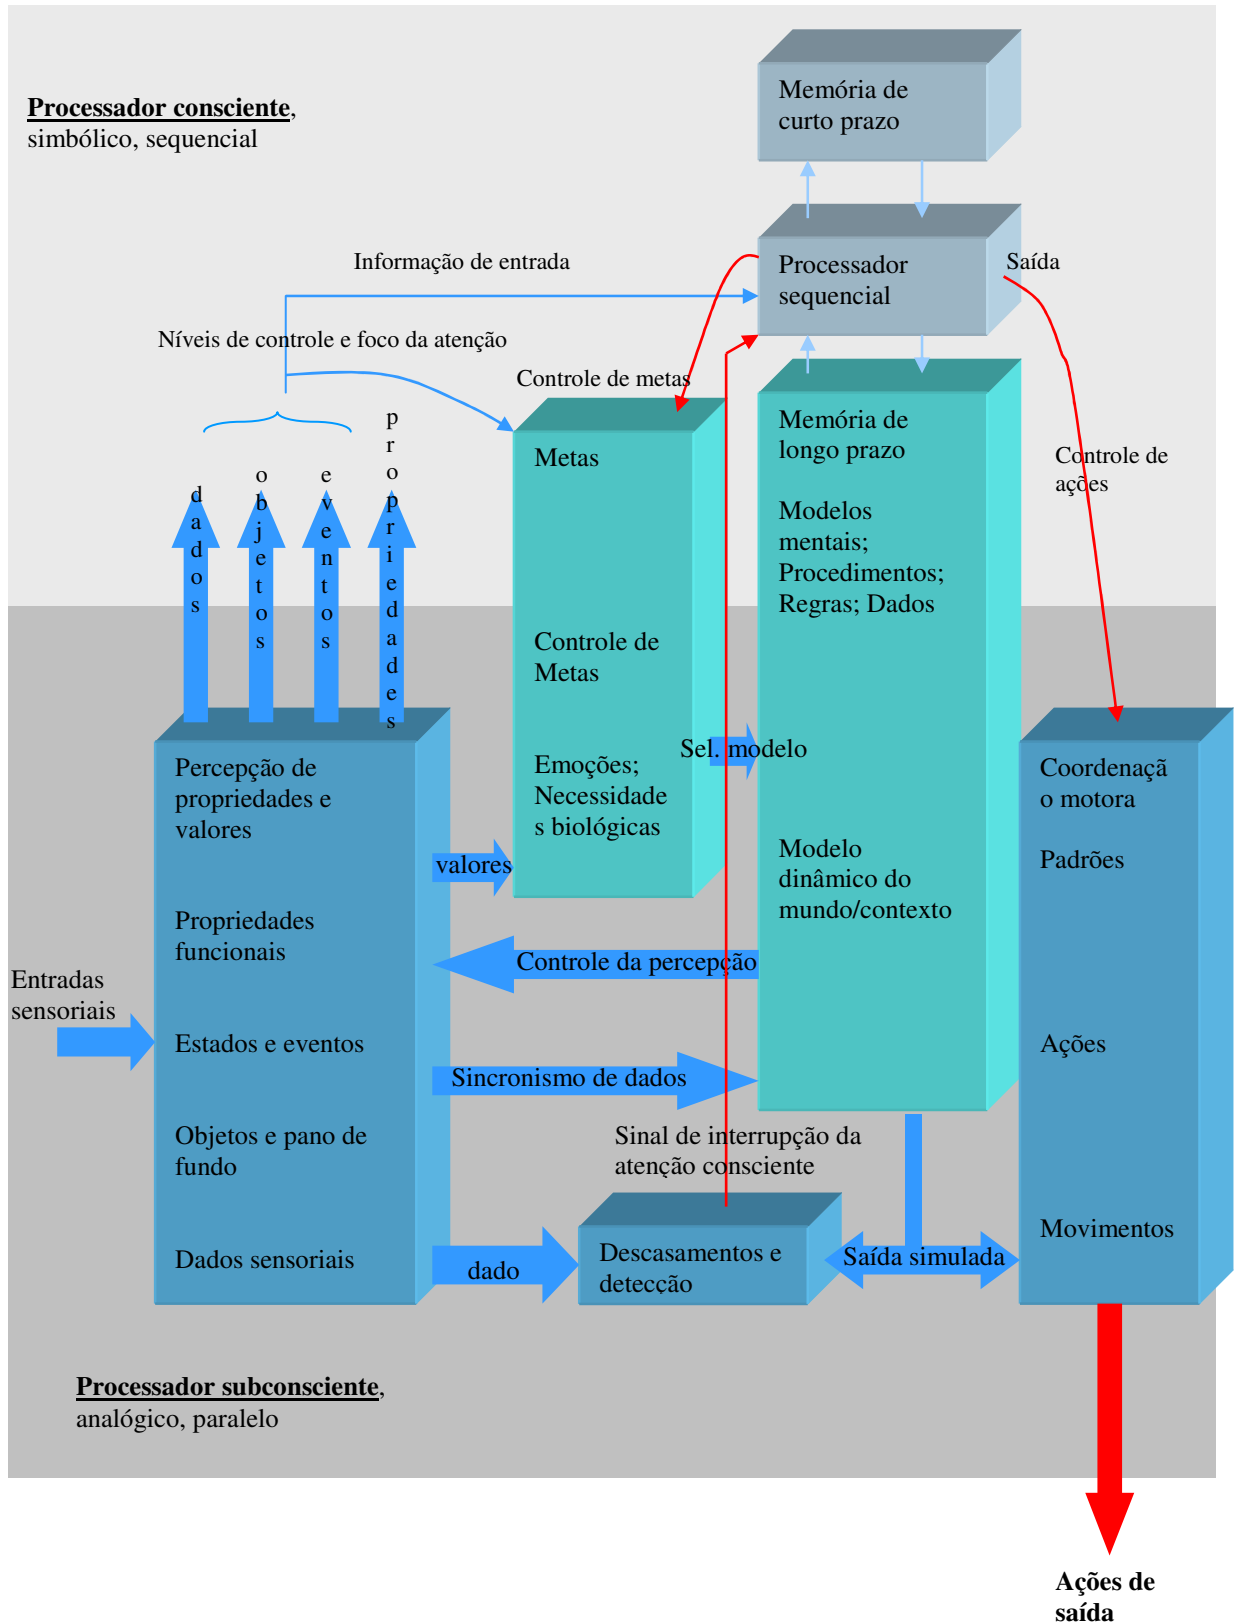 Processador consciente,
simbólico, sequencial
Memória de
curto prazo
Informação de entrada
Processador
sequencial
Saída
Níveis de controle e foco da atenção
Controle de metas
Metas
Memória de
longo prazo
Controle de
ações
Modelos
mentais;
Procedimentos;
Regras; Dados
dados
objetos
eventos
propriedades
Controle de
Metas
Emoções;
Necessidade
s biológicas
Sel. modelo
Percepção de
propriedades e
valores
Coordenaçã
o motora
valores
Modelo
dinâmico do
mundo/contexto
Padrões
Propriedades
funcionais
Controle da percepção
Entradas
sensoriais
Estados e eventos
Ações
Sincronismo de dados
Objetos e pano de
fundo
Sinal de interrupção da
atenção consciente
Movimentos
Dados sensoriais
dado
Descasamentos e
detecção
Saída simulada
Processador subconsciente,
analógico, paralelo
Ações de
saída